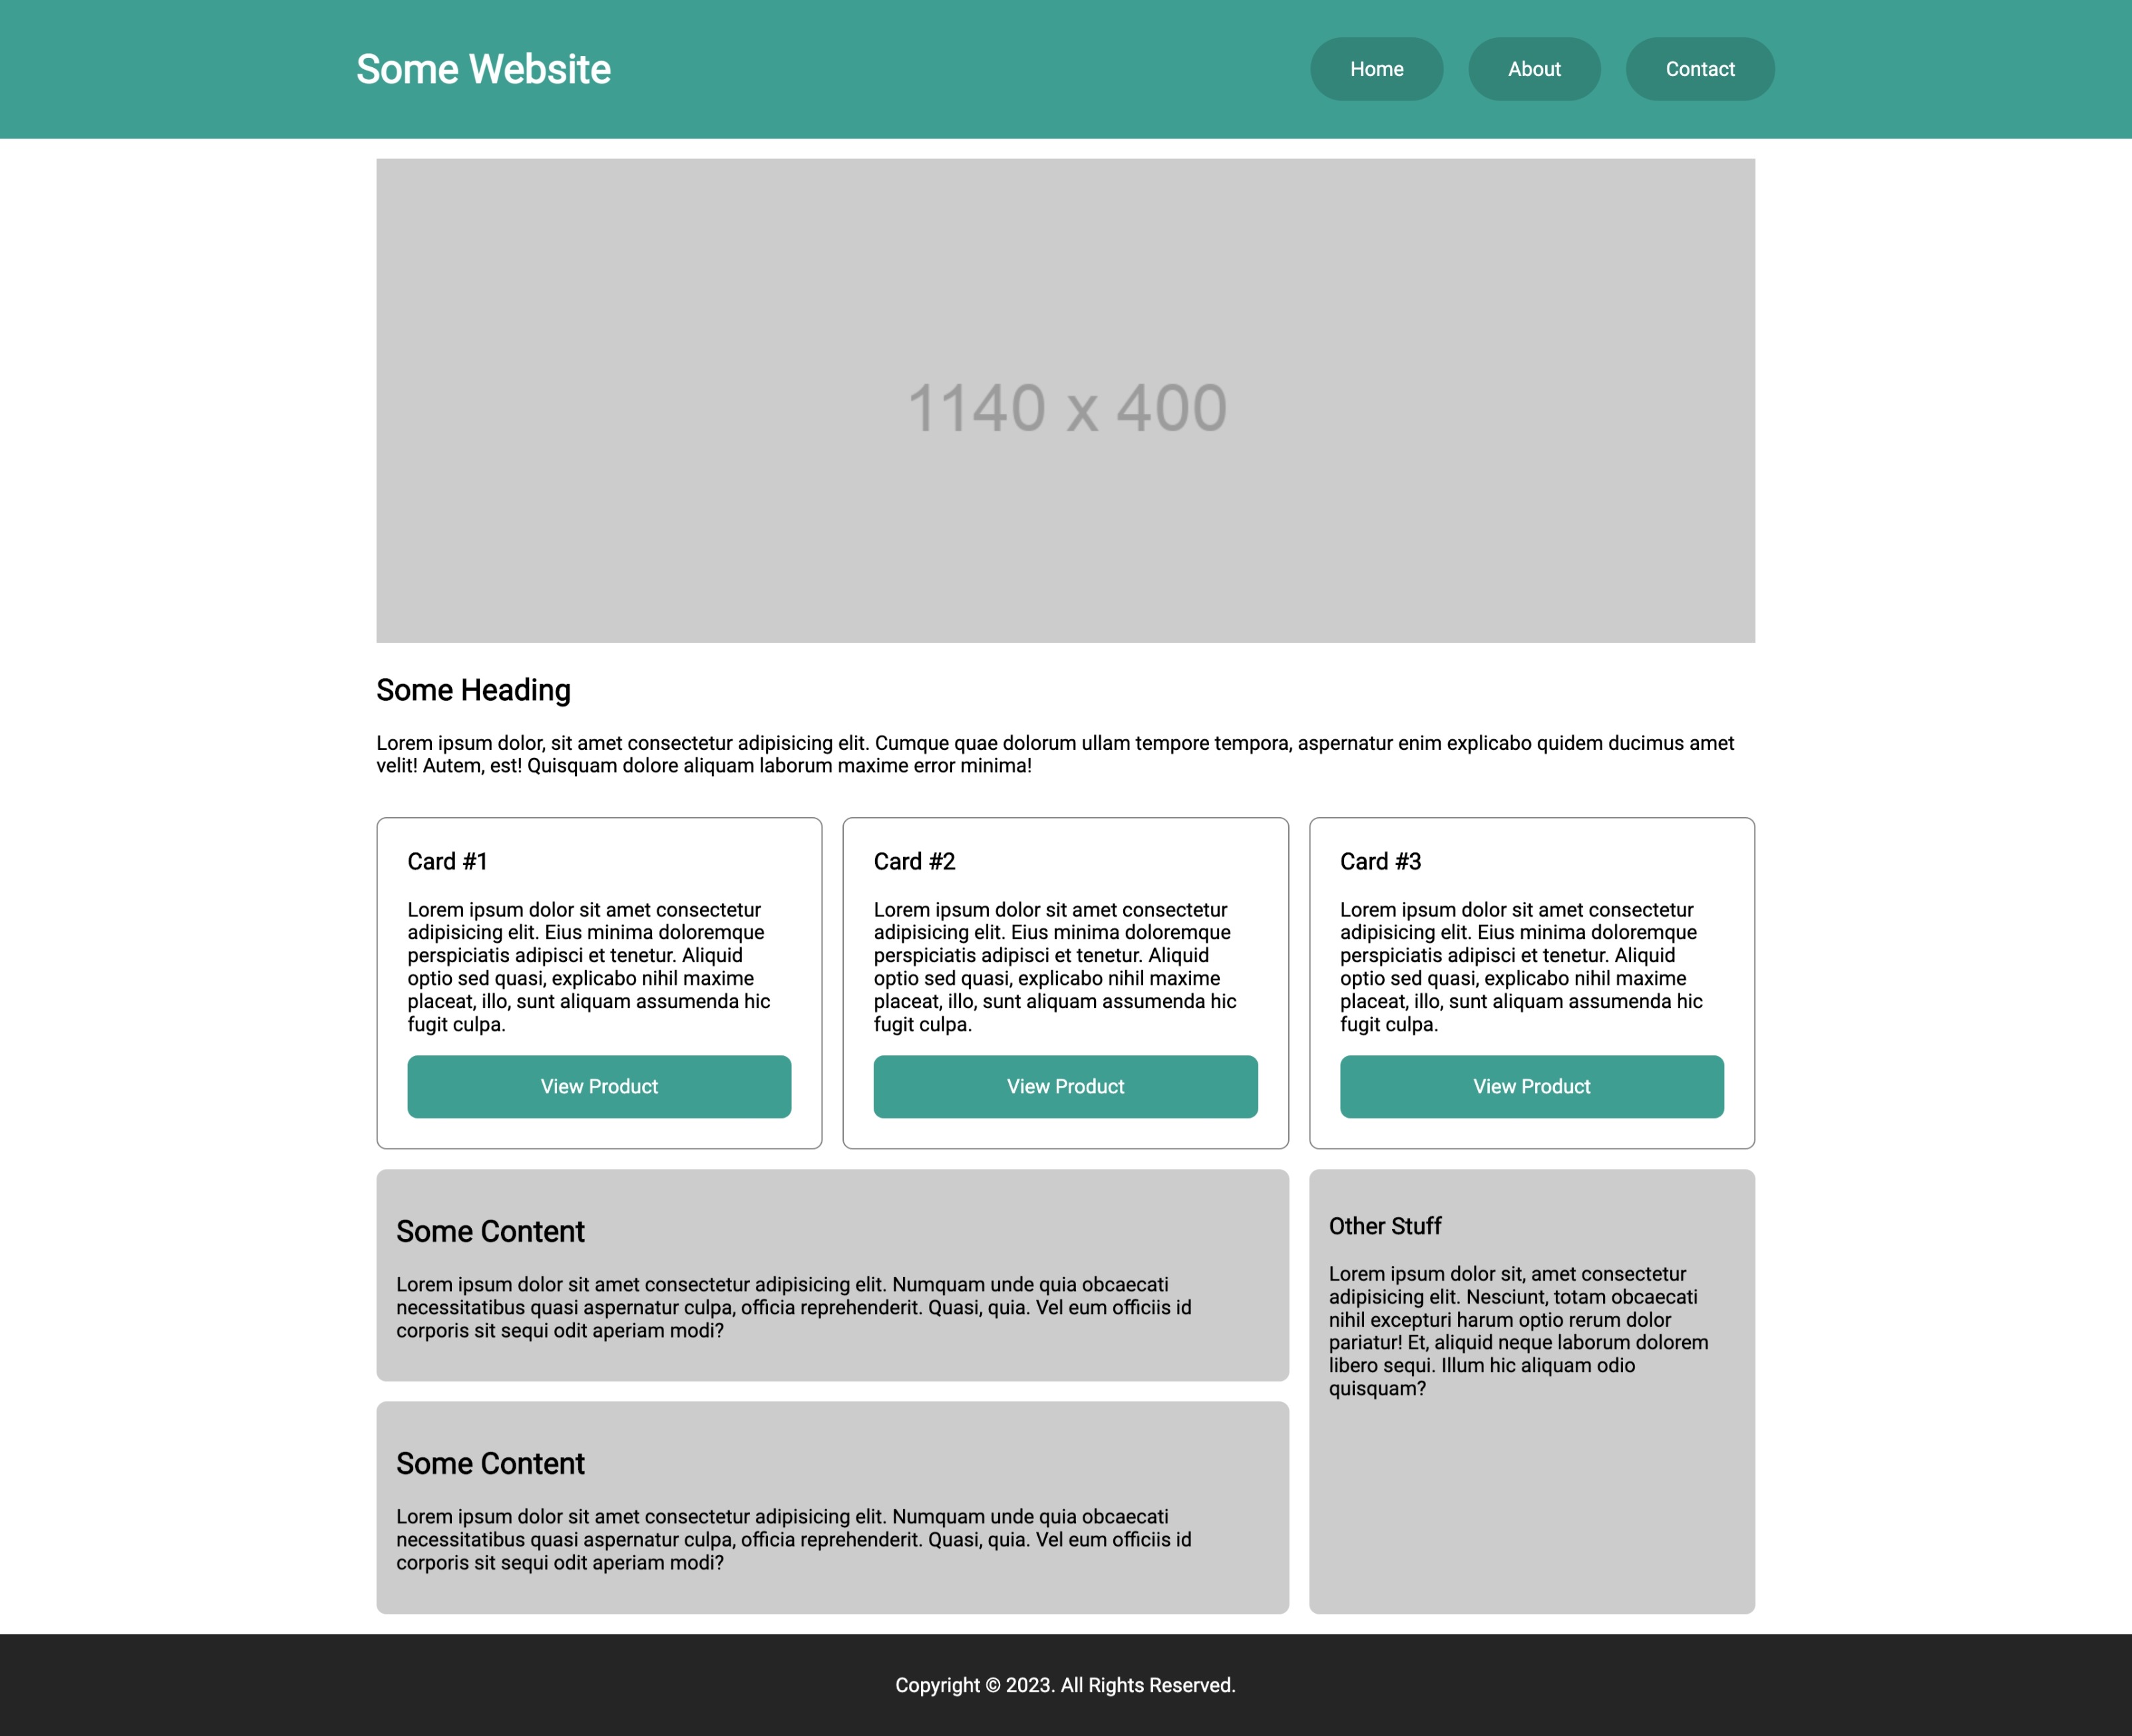 Some Website
Home
About
Contact
1140 x 400
Some Heading
Lorem ipsum dolor, sit amet consectetur adipisicing elit. Cumque quae dolorum ullam tempore tempora, aspernatur enim explicabo quidem ducimus amet
velit! Autem, est! Quisquam dolore aliquam laborum maxime error minima!
Card #1
Lorem ipsum dolor sit amet consectetur
adipisicing elit. Eius minima doloremque
perspiciatis adipisci et tenetur. Aliquid
optio sed quasi, explicabo nihil maxime
placeat, illo, sunt aliquam assumenda hic
fugit culpa.
View Product
Card #2
Lorem ipsum dolor sit amet consectetur
adipisicing elit. Eius minima doloremque
perspiciatis adipisci et tenetur. Aliquid
optio sed quasi, explicabo nihil maxime
placeat, illo, sunt aliquam assumenda hic
fugit culpa.
View Product
Card #3
Lorem ipsum dolor sit amet consectetur
adipisicing elit. Eius minima doloremque
perspiciatis adipisci et tenetur. Aliquid
optio sed quasi, explicabo nihil maxime
placeat, illo, sunt aliquam assumenda hic
fugit culpa.
View Product
Some Content
Lorem ipsum dolor sit amet consectetur adipisicing elit. Numquam unde quia obcaecati
necessitatibus quasi aspernatur culpa, officia reprehenderit. Quasi, quia. Vel eum officiis id
corporis sit sequi odit aperiam modi?
Some Content
Lorem ipsum dolor sit amet consectetur adipisicing elit. Numquam unde quia obcaecati
necessitatibus quasi aspernatur culpa, officia reprehenderit. Quasi, quia. Vel eum officiis id
corporis sit sequi odit aperiam modi?
Other Stuff
Lorem ipsum dolor sit, amet consectetur
adipisicing elit. Nesciunt, totam obcaecati
nihil excepturi harum optio rerum dolor
pariatur! Et, aliquid neque laborum dolorem
libero sequi. Illum hic aliquam odio
quisquam?
Copyright © 2023. All Rights Reserved.